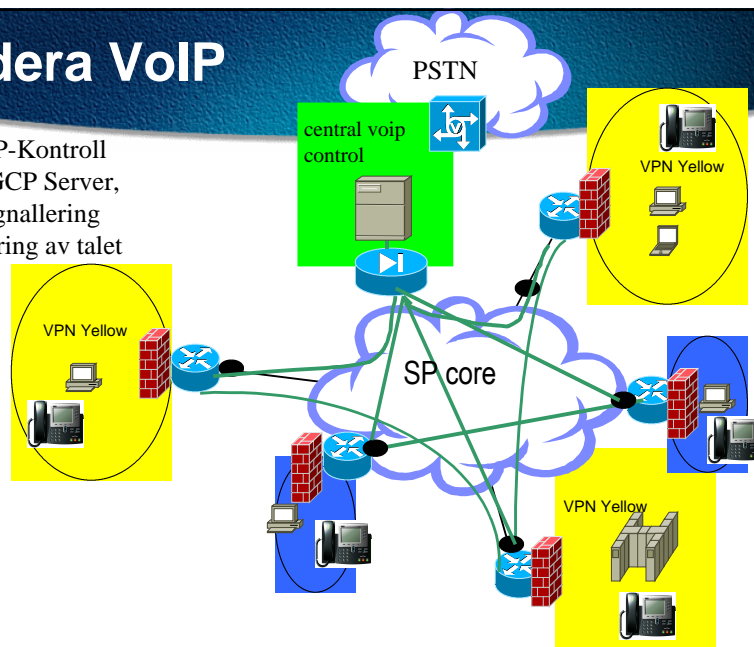 dera VoIP
PSTN
central voip
control
P-Kontroll
GCP Server,
gnallering
ring av talet
VPN Yellow
VPN Yellow
SP core
VPN Yellow
V